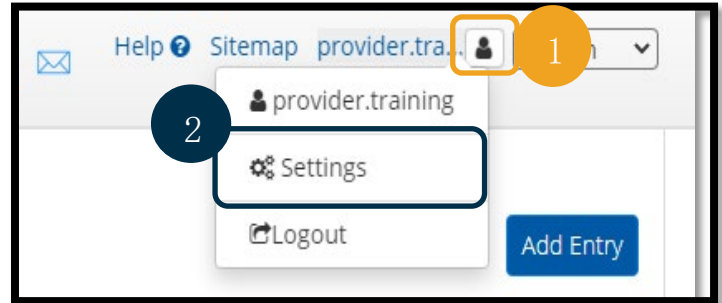 Help Sitemap provider.tra... 1
provider.training
2
Settings
Logout
Add Entry